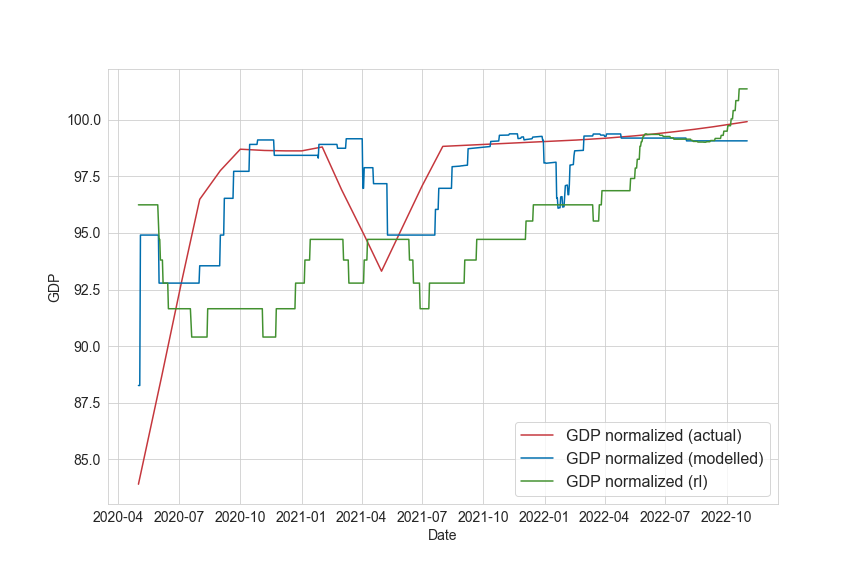 100.0
97.5
95.0
92.5
90.0
87.5
85.0
GDP
GDP normalized (actual)
GDP normalized (modelled)
GDP normalized (rl)
2020-04 2020-07 2020-10 2021-01 2021-04 2021-07 2021-10 2022-01 2022-04 2022-07 2022-10
Date